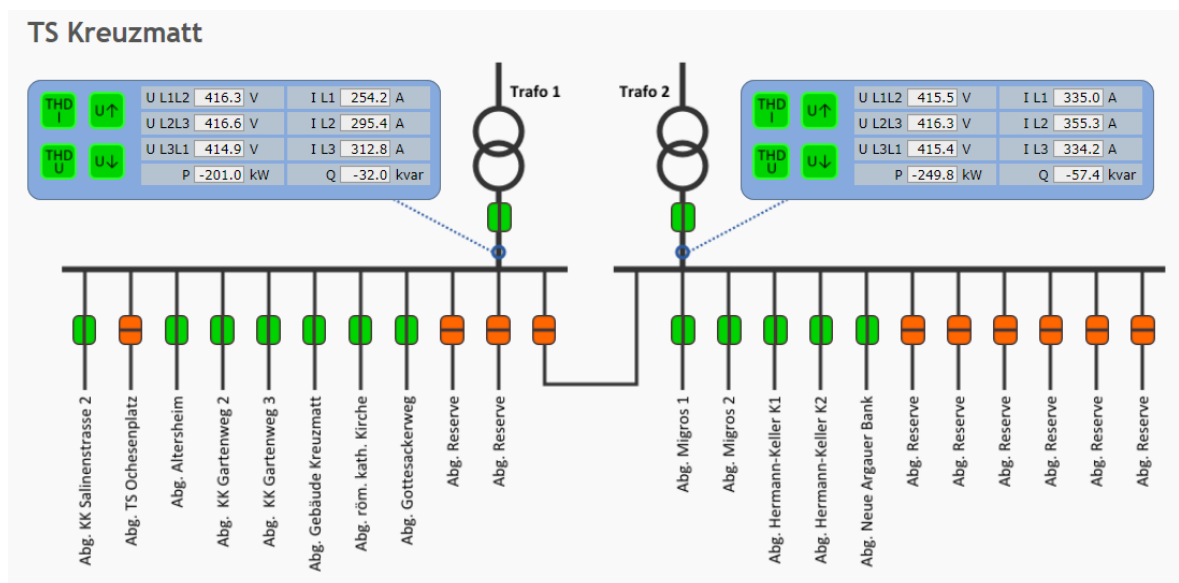 TS Kreuzmatt
THD I
U↑
U L1L2 416.3 V
I L1 254.2 A
U L2L3 416.6 V
I L2 295.4 A
THD U
U↓
U L3L1 414.9 V
I L3 312.8 A
P -201.0 kW
Q -32.0 kvar
Trafo 1
Trafo 2
THD I
U↑
U L1L2 415.5 V
I L1 335.0 A
U L2L3 416.3 V
I L2 355.3 A
THD U
U↓
U L3L1 415.4 V
I L3 334.2 A
P -249.8 kW
Q -57.4 kvar
Abg. KK Salinenstrasse 2
Abg. TS Ochesenplatz
Abg. Altersheim
Abg. KK Gartenweg 2
Abg. KK Gartenweg 3
Abg. Gebäude Kreuzmatt
Abg. röm. kath. Kirche
Abg. Gottesackerweg
Abg. Reserve
Abg. Reserve
Abg. Migros 1
Abg. Migros 2
Abg. Hermann-Keller K1
Abg. Hermann-Keller K2
Abg. Neue Argauer Bank
Abg. Reserve
Abg. Reserve
Abg. Reserve
Abg. Reserve
Abg. Reserve
Abg. Reserve